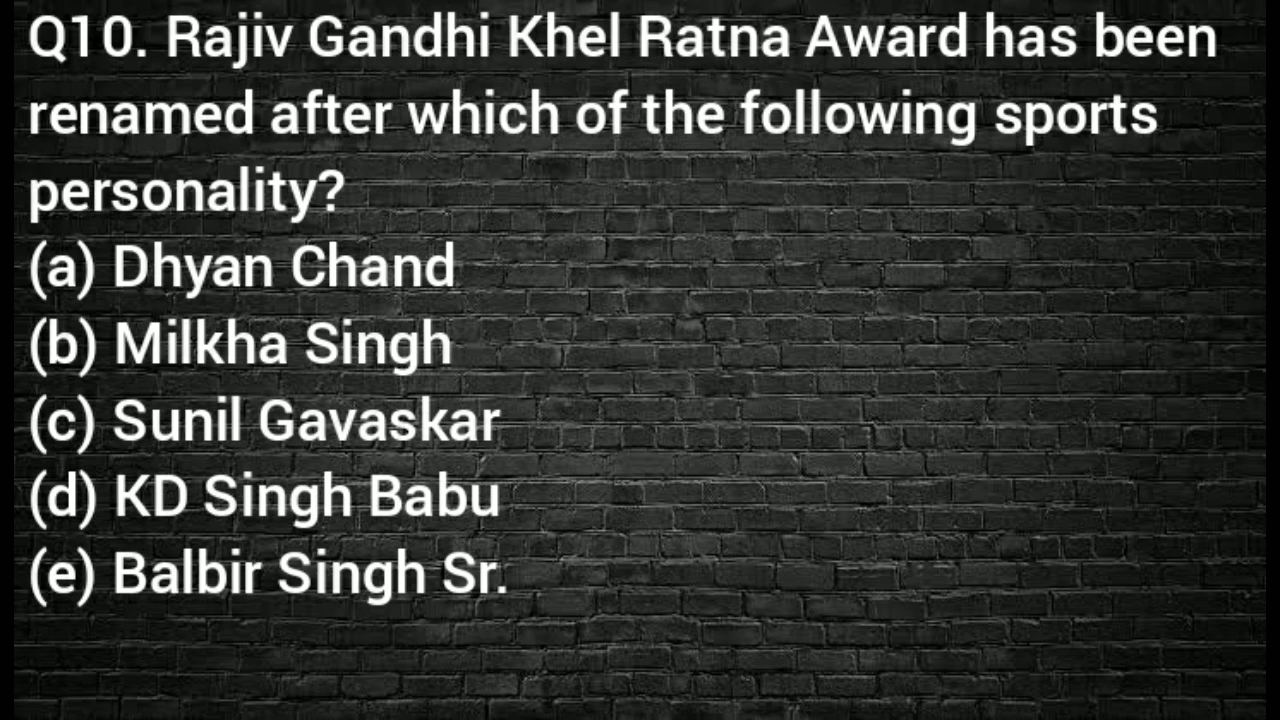 Q10. Rajiv Gandhi Khel Ratna Award has been
renamed after which of the following sports
personality?
(a) Dhyan Chand
(b) Milkha Singh
(c) Sunil Gavaskar
(d) KD Singh Babu
(e) Balbir Singh Sr.